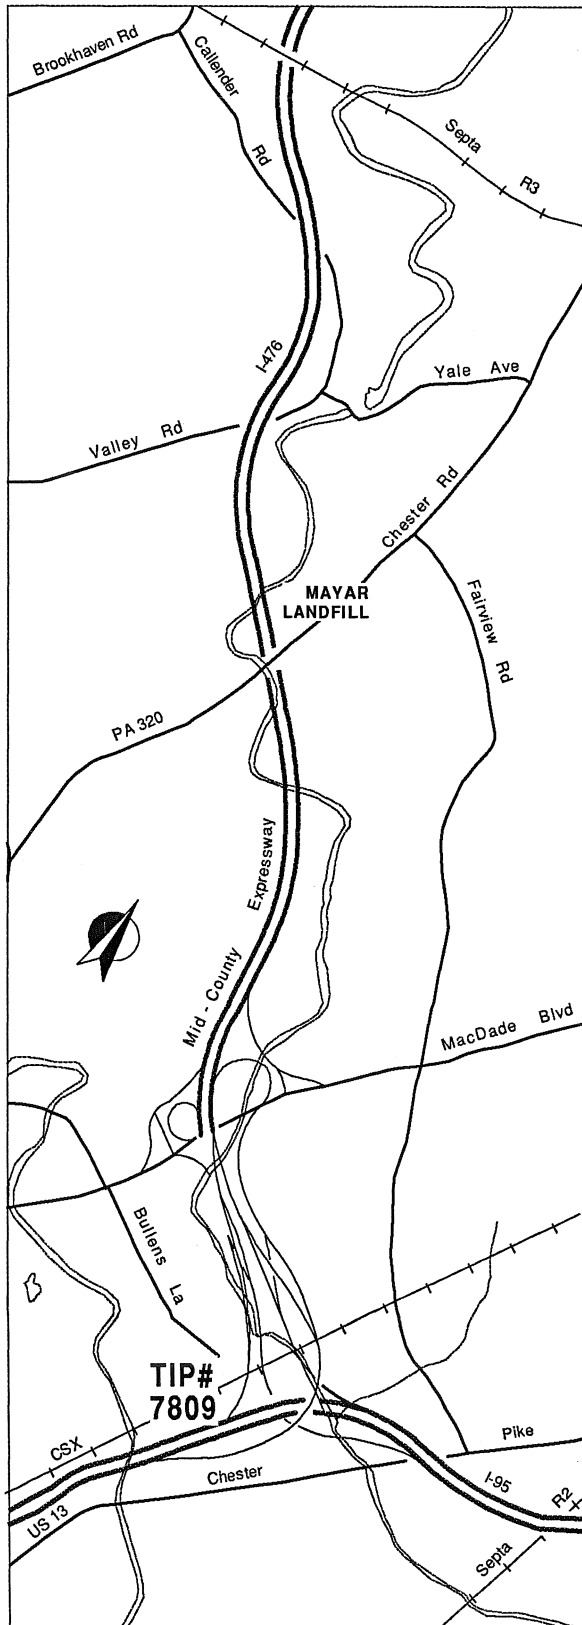 Brookhaven Rd
Callender Rd
Septa R3
I-476
Yale Ave
Valley Rd
Chester Rd
MAYAR
LANDFILL
Fairview Rd
PA 320
Mid - County Expressway
MacDade Blvd
Bullens La
TIP#
7809
CSX
Pike
Chester
I-95
R2
US 13
Septa